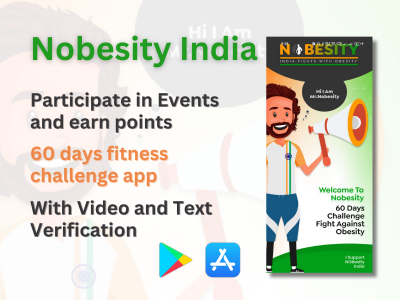 Nobesity India
Participate in Events
and earn points
60 days fitness
challenge app
With Video and Text
Verification
Hi I Am
Mr.
NOBESITY
INDIA FIGHTS WITH OBESITY
Hi I Am
Mr.Nobesity
Welcome To
Nobesity
60 Days
Challenge
Fight Against
Obesity
I Support
NObesity
India